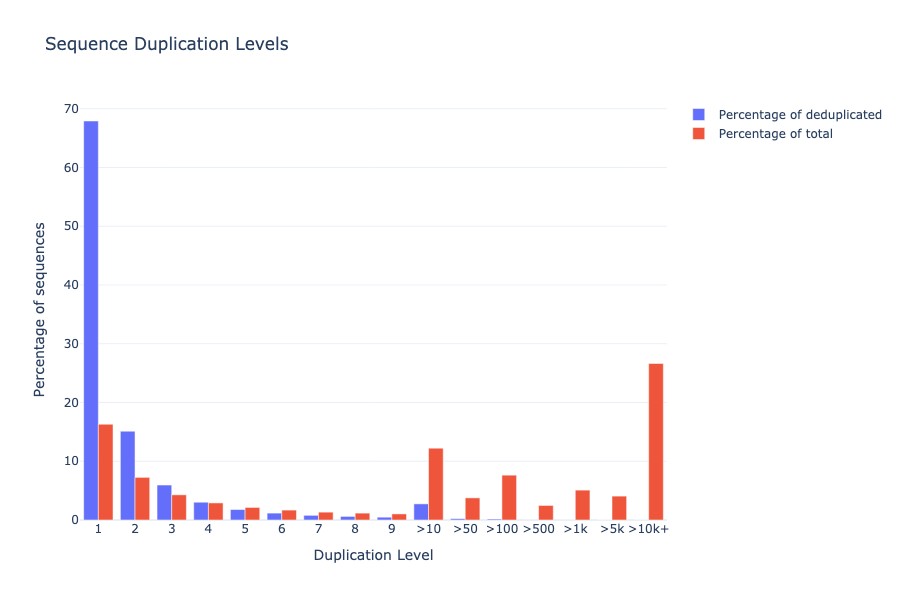 Sequence Duplication Levels
Percentage of deduplicated
Percentage of total
Percentage of sequences
70
60
50
40
30
20
10
0
1 2 3 4 5 6 7 8 9 >10 >50 >100 >500 >1k >5k >10k+
Duplication Level